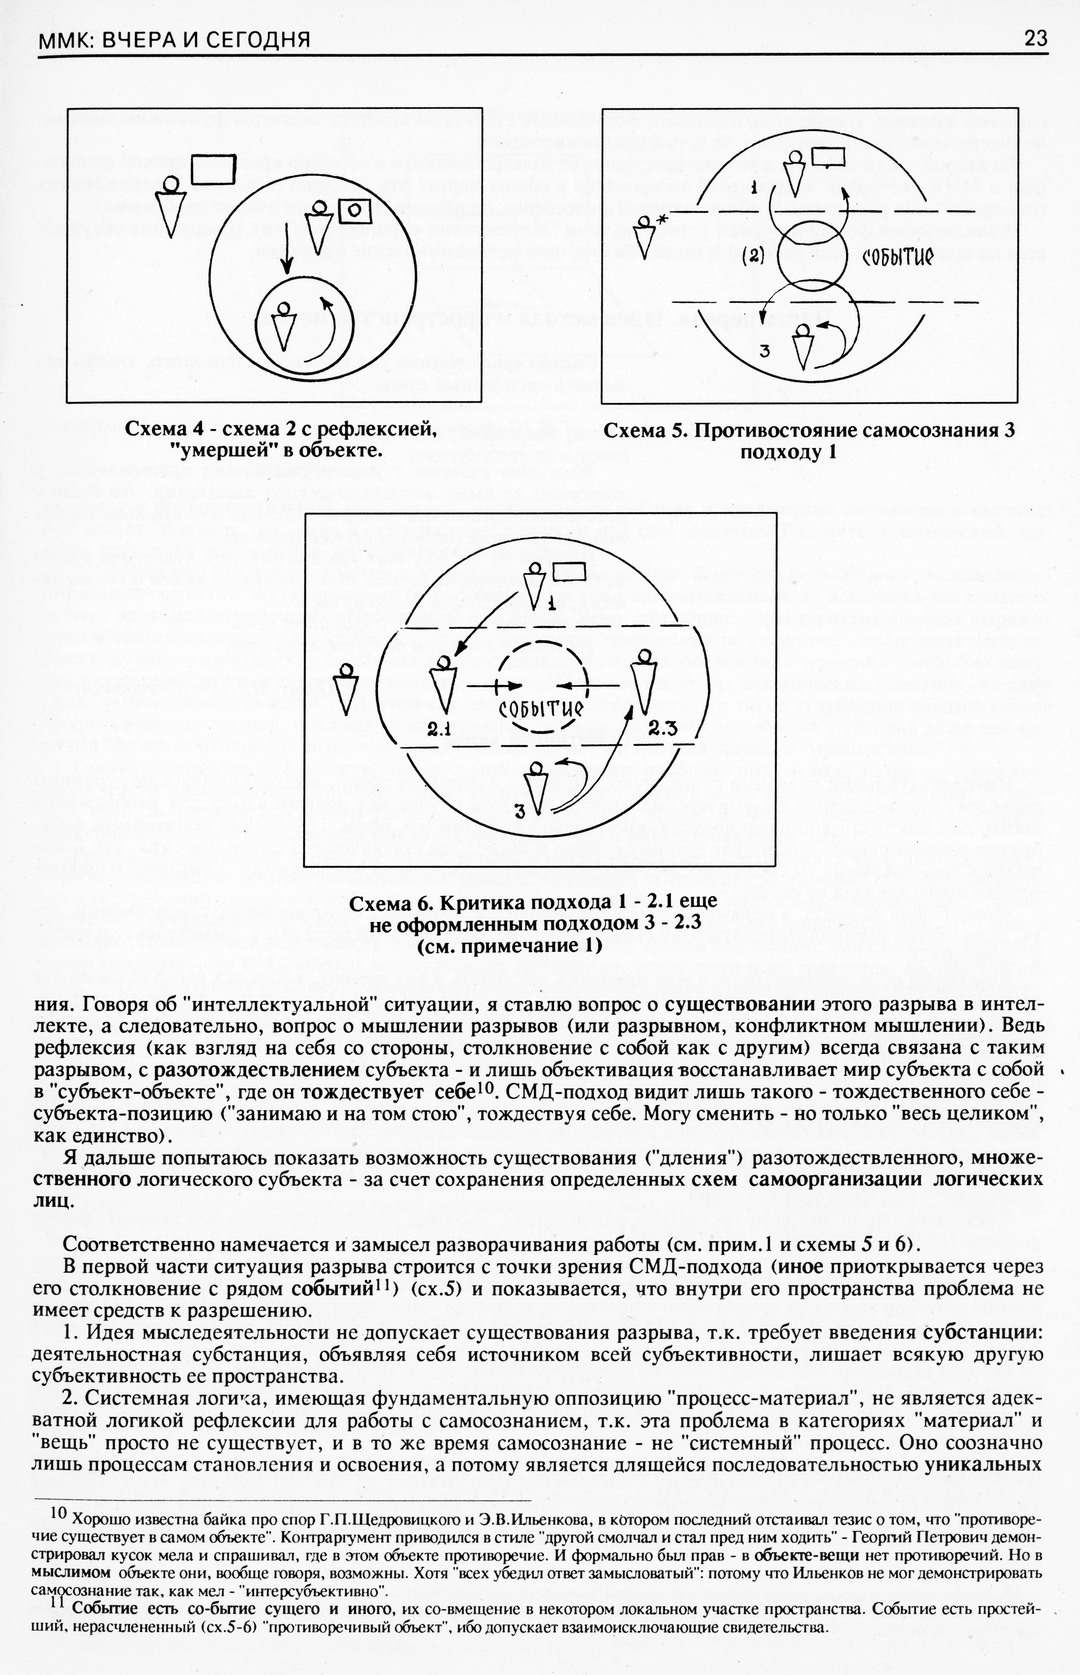 ММК: ВЧЕРА И СЕГОДНЯ 23
Схема 4 - схема 2 с рефлексией,
"умершей" в объекте.
1
*
(2)
СОБЫТИЕ
3
Схема 5. Противостояние самосознания 3
подходу 1
1
СОБЫТИЕ
2.1
2.3
3
Схема 6. Критика подхода 1 - 2.1 еще
не оформленным подходом 3 - 2.3
(см. примечание 1)
ния. Говоря об "интеллектуальной" ситуации, я ставлю вопрос о существовании этого разрыва в интел-
лекте, а следовательно, вопрос о мышлении разрывов (или разрывном, конфликтном мышлении). Ведь
рефлексия (как взгляд на себя со стороны, столкновение с собой как с другим) всегда связана с таким
разрывом, с разотождествлением субъекта - и лишь объективация восстанавливает мир субъекта с собой
в "субъект-объекте", где он тождествует себе10. СМД-подход видит лишь такого - тождественного себе -
субъекта-позицию ("занимаю и на том стою", тождествуя себе. Могу сменить - но только "весь целиком",
как единство).
Я дальше попытаюсь показать возможность существования ("дления") разотождествленного, множе-
ственного логического субъекта - за счет сохранения определенных схем самоорганизации логических
лиц.
Соответственно намечается и замысел разворачивания работы (см. прим.1 и схемы 5 и 6).
В первой части ситуация разрыва строится с точки зрения СМД-подхода (иное приоткрывается через
его столкновение с рядом событий11) (сх.5) и показывается, что внутри его пространства проблема не
имеет средств к разрешению.
1. Идея мыследеятельности не допускает существования разрыва, т.к. требует введения субстанции:
деятельностная субстанция, объявляя себя источником всей субъективности, лишает всякую другую
субъективность ее пространства.
2. Системная логика, имеющая фундаментальную оппозицию "процесс-материал", не является адек-
ватной логикой рефлексии для работы с самосознанием, т.к. эта проблема в категориях "материал" и
"вещь" просто не существует, и в то же время самосознание - не "системный" процесс. Оно соозначно
лишь процессам становления и освоения, а потому является длящейся последовательностью уникальных
10 Хорошо известна байка про спор Г.П.Щедровицкого и Э.В.Ильенкова, в котором последний отстаивал тезис о том, что "противоре-
чие существует в самом объекте". Контраргумент приводился в стиле "другой смолчал и стал пред ним ходить" - Георгий Петрович демон-
стрировал кусок мела и спрашивал, где в этом объекте противоречие. И формально был прав - в объекте-вещи нет противоречий. Но в
мыслимом объекте они, вообще говоря, возможны. Хотя "всех убедил ответ замысловатый": потому что Ильенков не мог демонстрировать
самосознание так, как мел - "интерсубъективно".
11 Событие есть со-бытие сущего и иного, их со-вмещение в некотором локальном участке пространства. Событие есть простей-
ший, нерасчлененный (сх.5-6) "противоречивый объект", ибо допускает взаимоисключающие свидетельства.